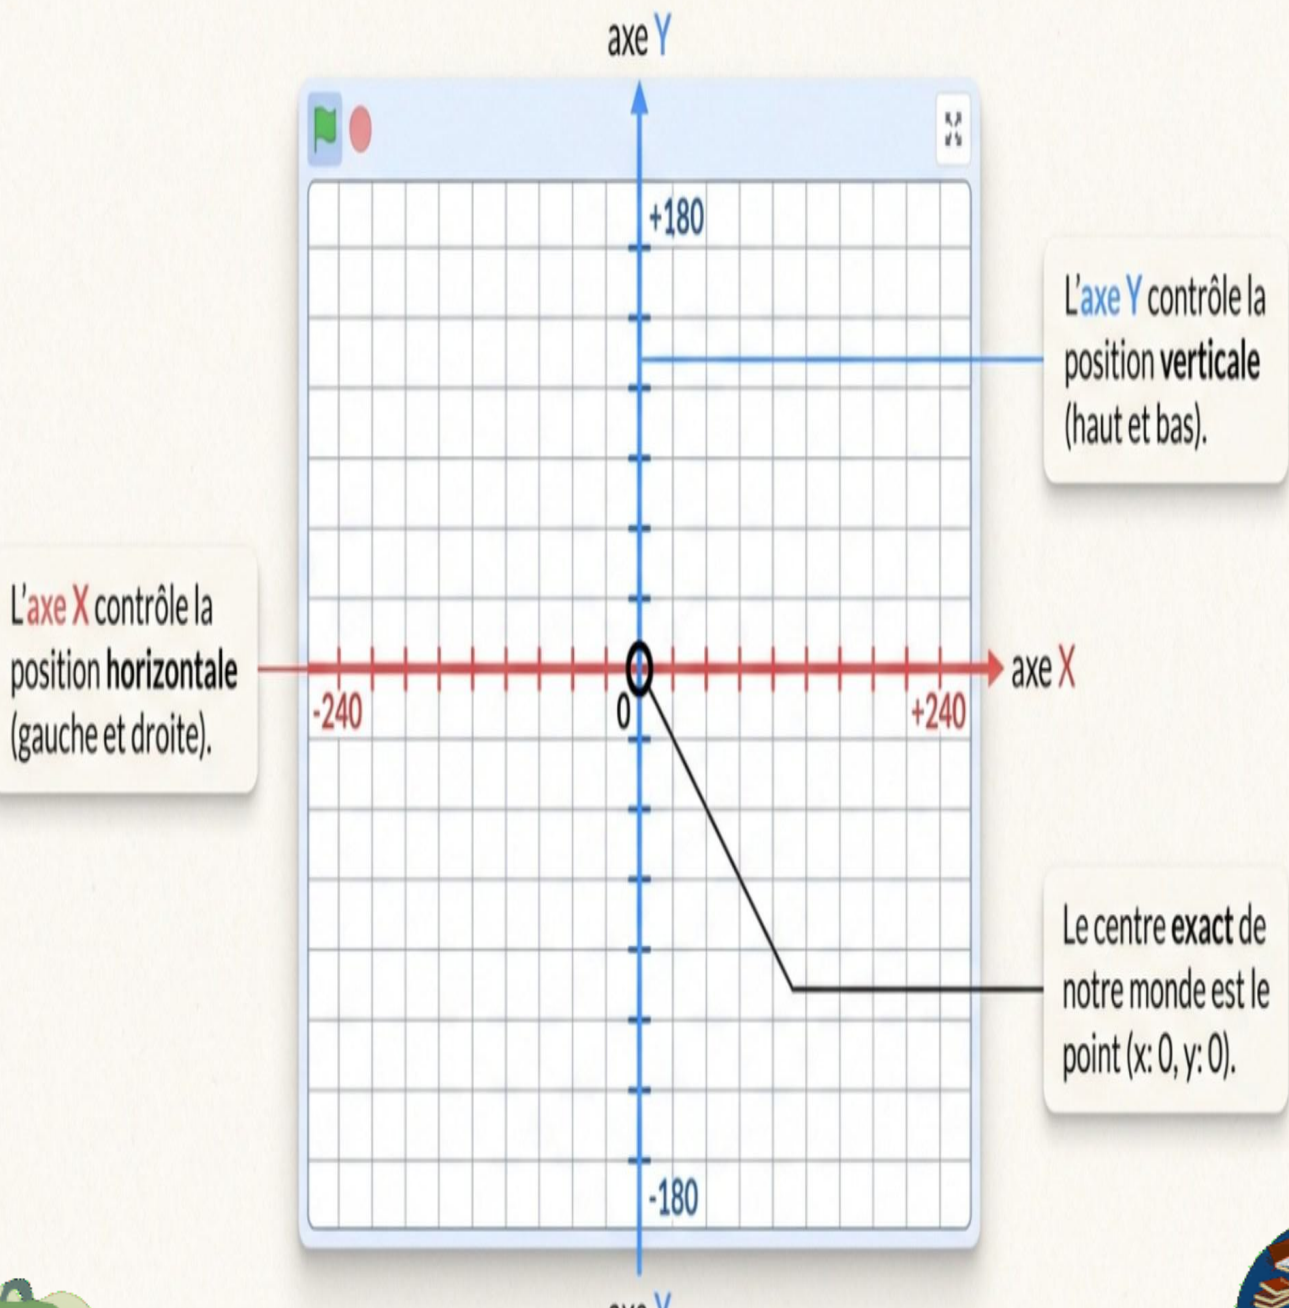 axe Y
+180
L'axe Y contrôle la
position verticale
(haut et bas).
L'axe X contrôle la
position horizontale
(gauche et droite).
axe X
-240
0
+240
Le centre exact de
notre monde est le
point (x: 0, y: 0).
-180
axe Y